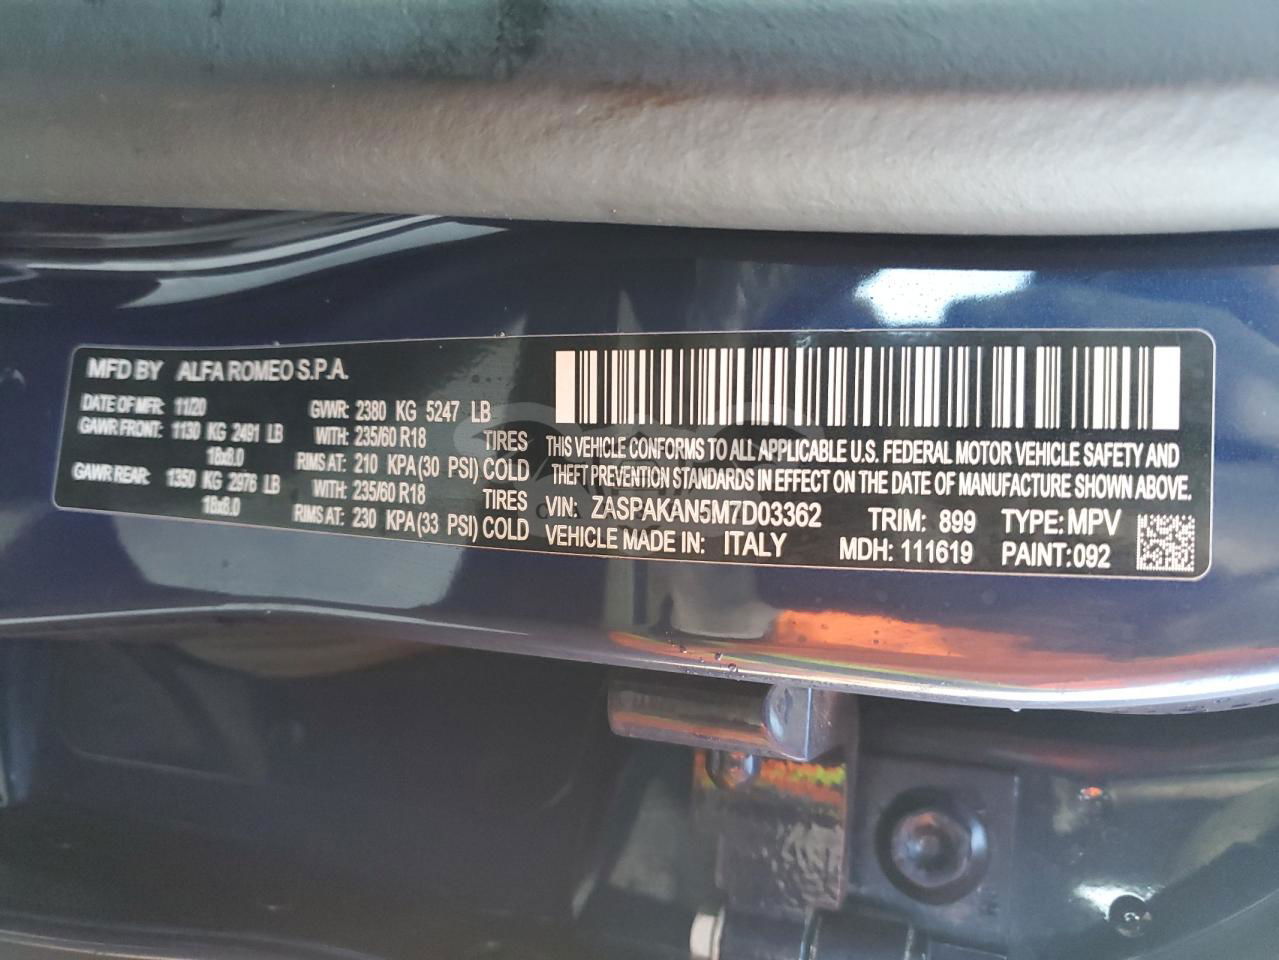 MFD BY ALFA ROMEO S.P.A.
DATE OF MFR: 11/20 GVWR: 2380 KG 5247 LB
GAWR FRONT: 1130 KG 2491 LB WITH: 235/60 R18 TIRES
18x8.0 RIMS AT: 210 KPA (30 PSI) COLD
GAWR REAR: 1350 KG 2976 LB WITH: 235/60 R18 TIRES
18x8.0 RIMS AT: 230 KPA (33 PSI) COLD
THIS VEHICLE CONFORMS TO ALL APPLICABLE U.S. FEDERAL MOTOR VEHICLE SAFETY AND
THEFT PREVENTION STANDARDS IN EFFECT ON THE DATE OF MANUFACTURE SHOWN ABOVE.
VIN: ZASPAKAN5M7D03362 TRIM: 899 TYPE: MPV
VEHICLE MADE IN: ITALY MDH: 111619 PAINT: 092